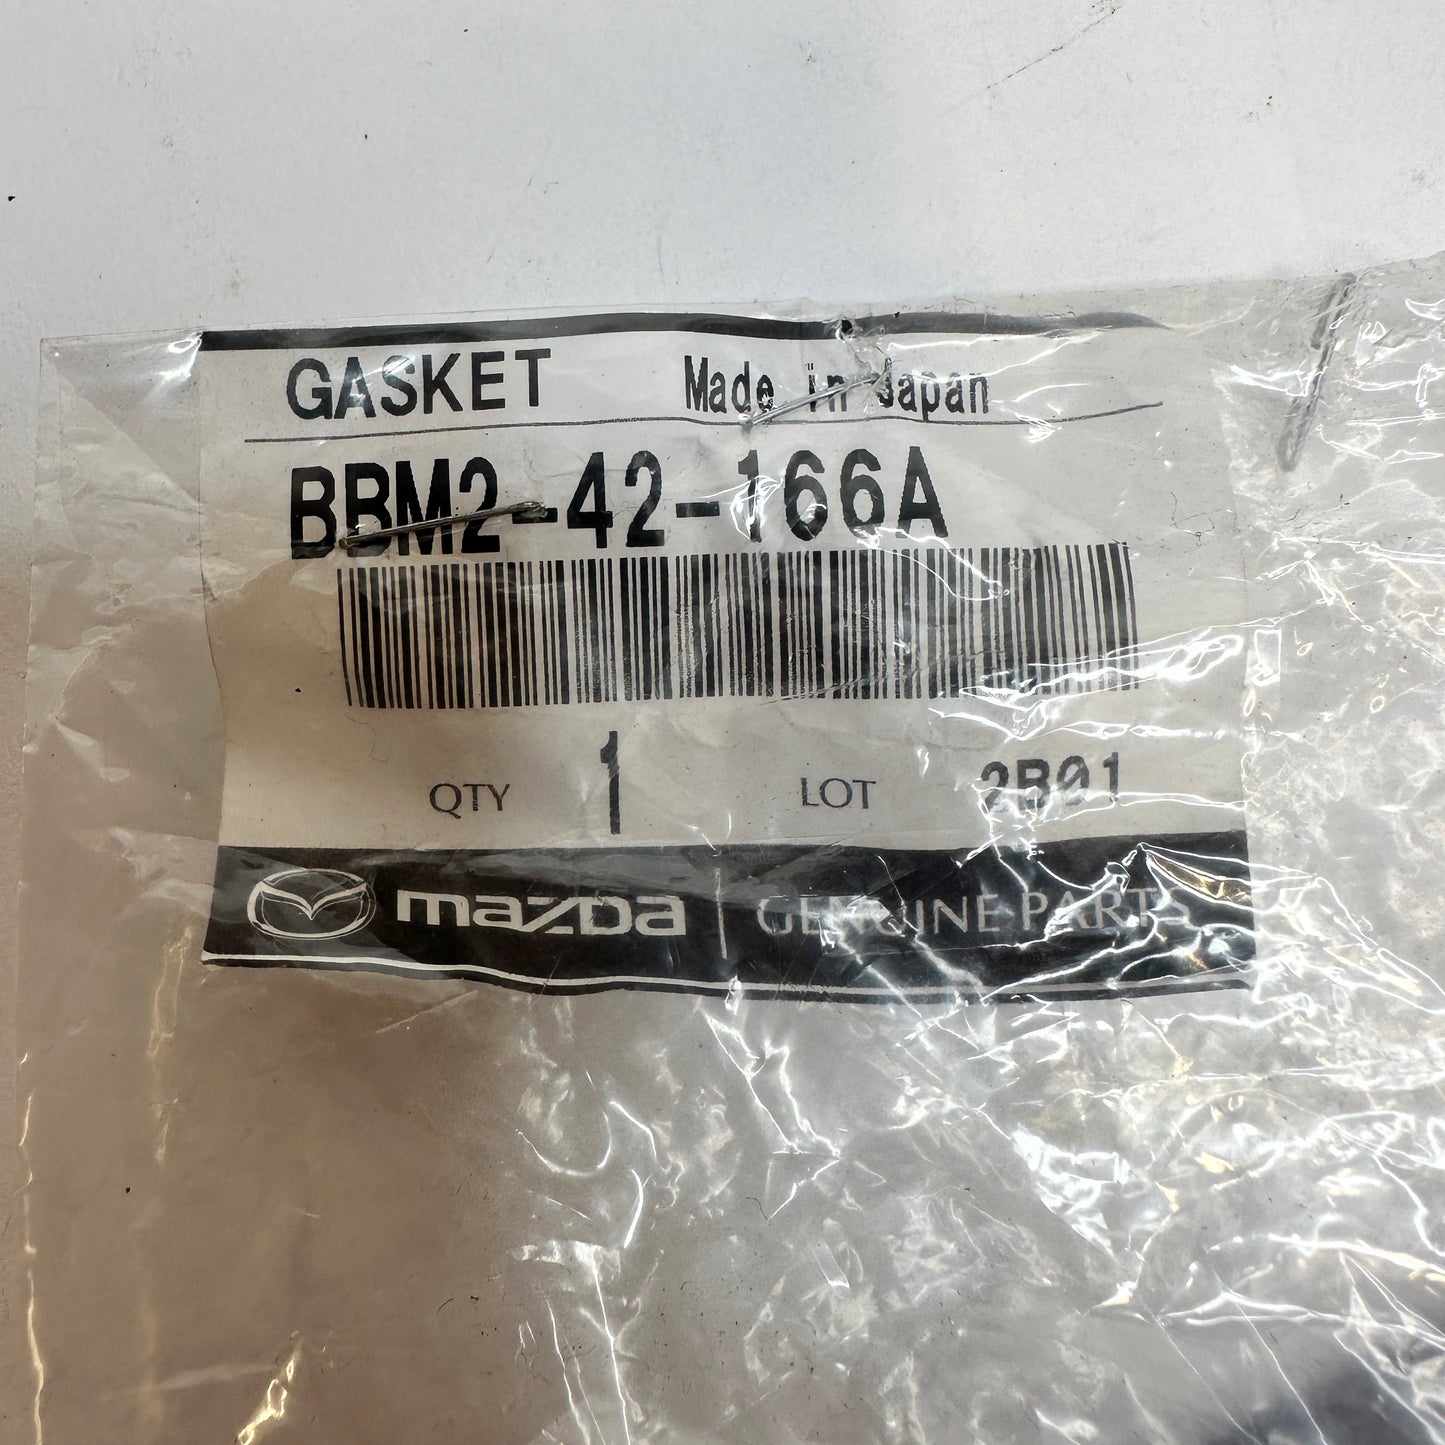 GASKET Made in Japan
BBM2-42-166A
QTY 1 LOT 2B01
mazda | GENUINE PARTS